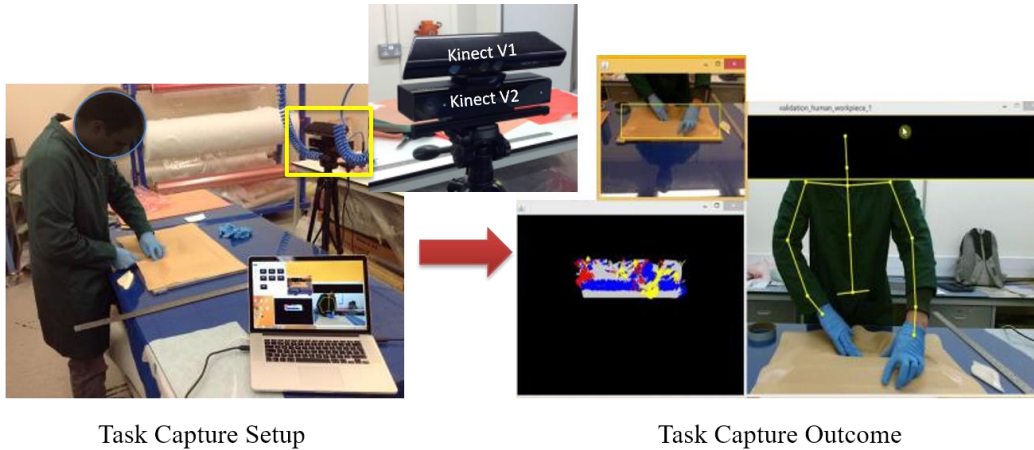 Kinect V1
Kinect V2
validation_human_workpiece_1
Task Capture Setup
Task Capture Outcome